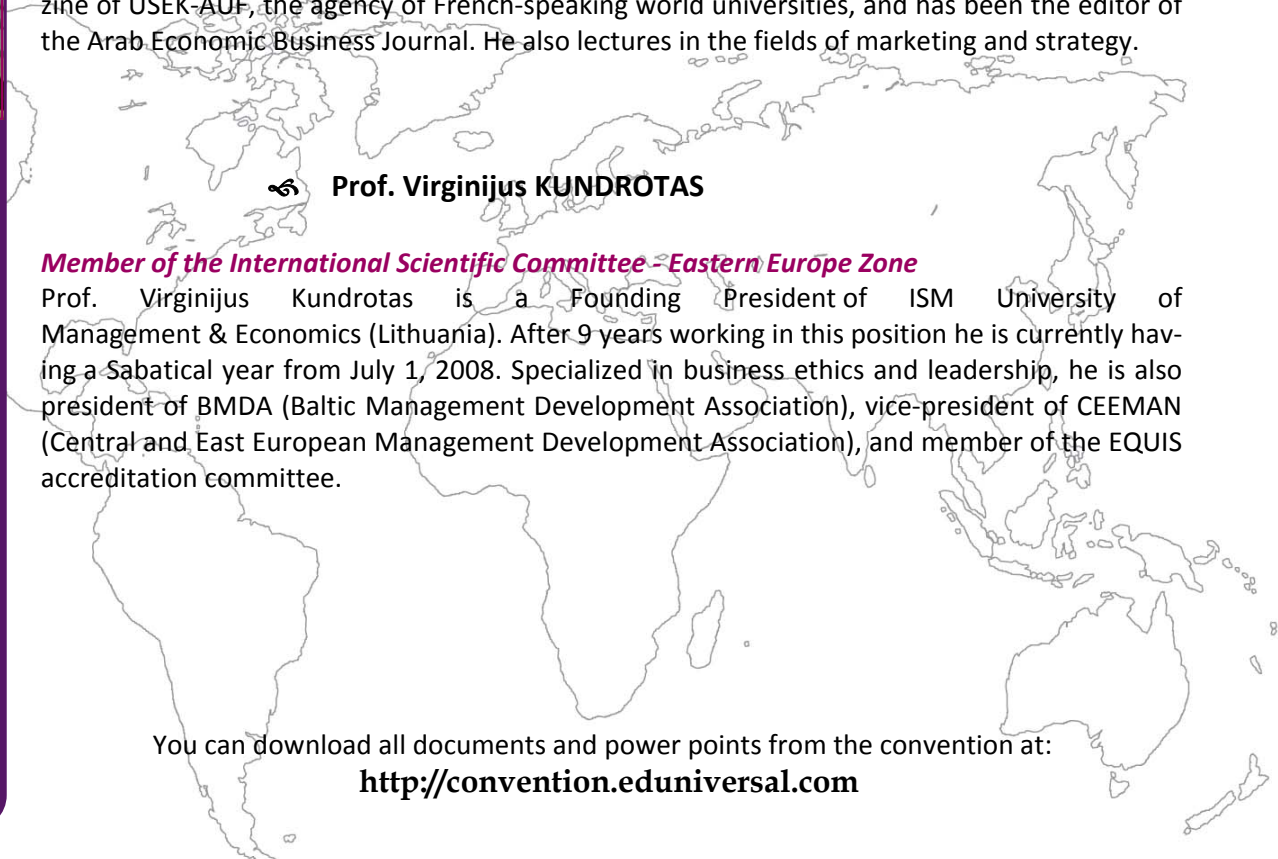 zine of USEK-AUF, the agency of French-speaking world universities, and has been the editor of
the Arab Economic Business Journal. He also lectures in the fields of marketing and strategy.
Prof. Virginijus KUNDROTAS
Member of the International Scientific Committee - Eastern Europe Zone
Prof. Virginijus Kundrotas is a Founding President of ISM University of
Management & Economics (Lithuania). After 9 years working in this position he is currently hav-
ing a Sabatical year from July 1, 2008. Specialized in business ethics and leadership, he is also
president of BMDA (Baltic Management Development Association), vice-president of CEEMAN
(Central and East European Management Development Association), and member of the EQUIS
accreditation committee.
You can download all documents and power points from the convention at:
http://convention.eduniversal.com